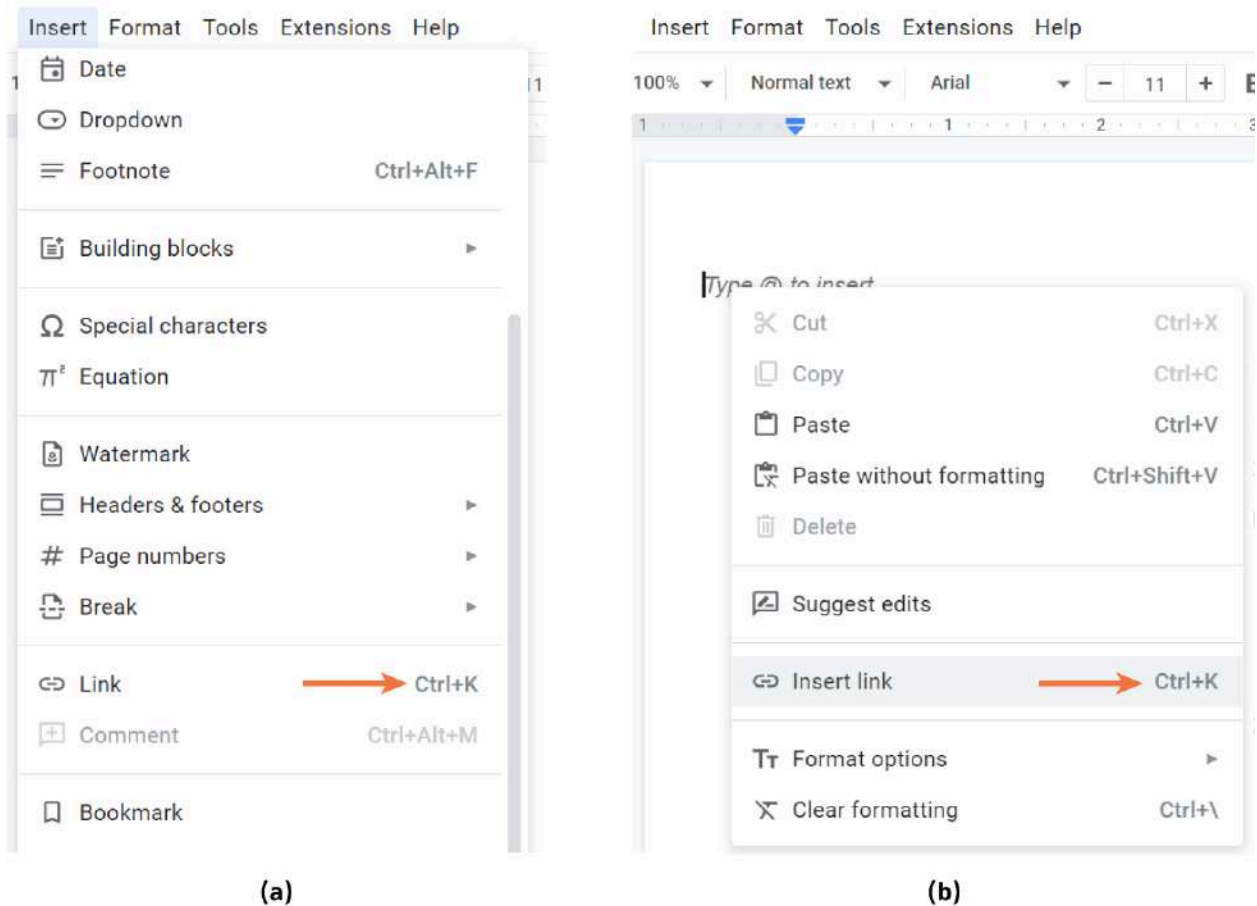 Insert Format Tools Extensions Help
Date
11
Dropdown
Footnote Ctrl+Alt+F
Building blocks
Special characters
Equation
Watermark
Headers & footers
Page numbers
Break
Link Ctrl+K
Comment Ctrl+Alt+M
Bookmark
(a)
Insert Format Tools Extensions Help
100% Normal text Arial − 11 + B
1 1 2 3
Type @ to insert
Cut Ctrl+X
Copy Ctrl+C
Paste Ctrl+V
Paste without formatting Ctrl+Shift+V
Delete
Suggest edits
Insert link Ctrl+K
Format options
Clear formatting Ctrl+\
(b)